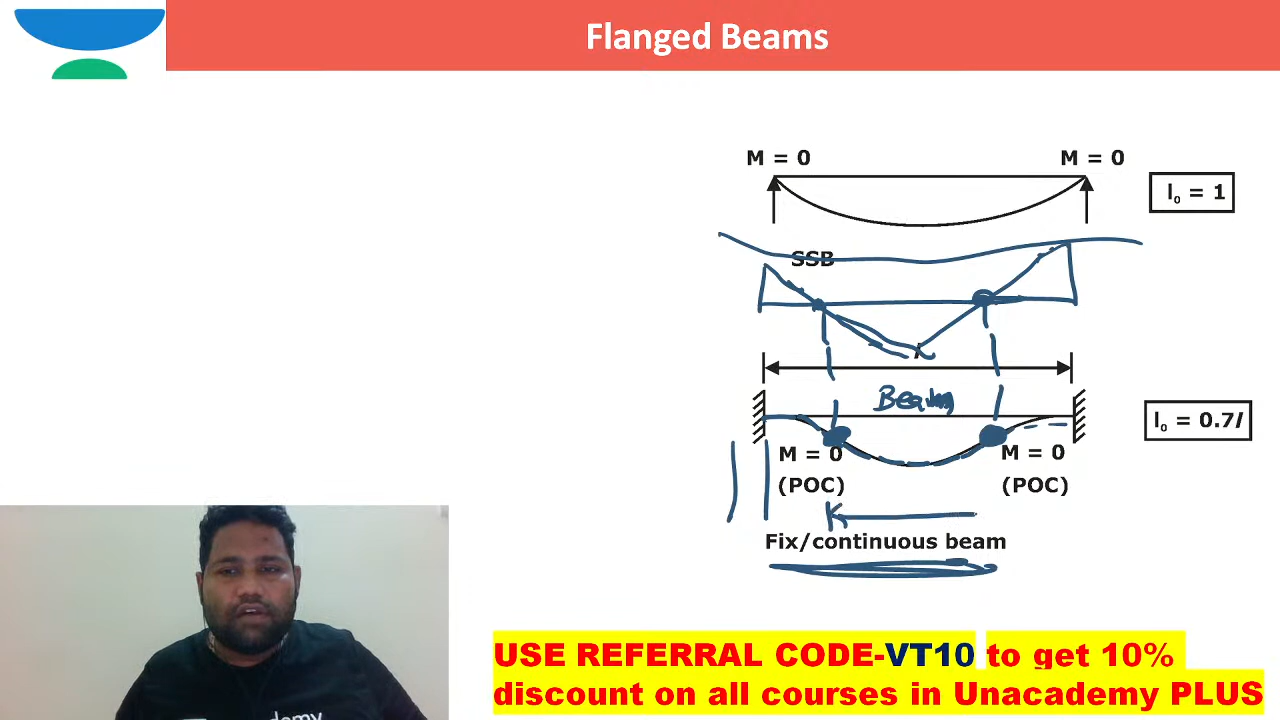 Flanged Beams
M = 0
M = 0
l₀ = 1
SSB
Beam
l₀ = 0.7l
M = 0
M = 0
(POC)
(POC)
Fix/continuous beam
USE REFERRAL CODE-VT10 to get 10%
discount on all courses in Unacademy PLUS